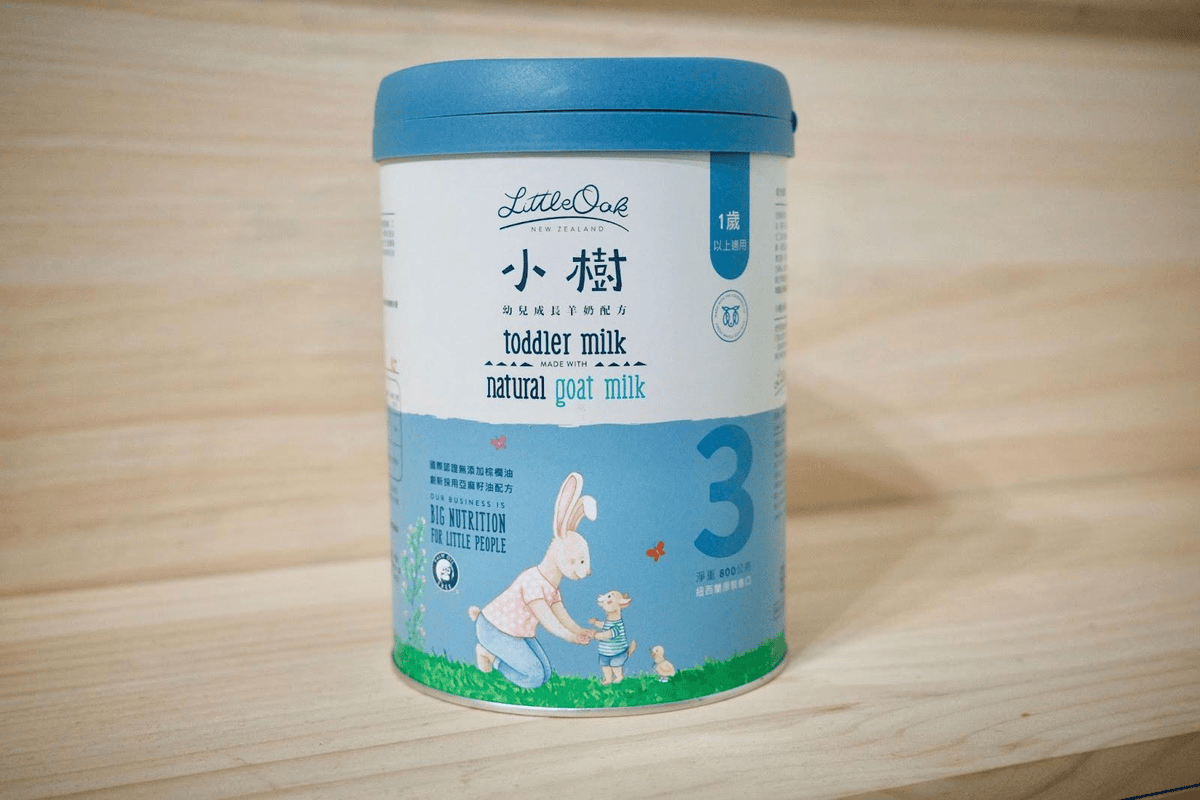 LittleOak
NEW ZEALAND
小樹
幼兒成長羊奶配方
toddler milk
MADE WITH
natural goat milk
1歲
以上適用
國際認證無添加棕櫚油
創新採用亞麻籽油配方
OUR BUSINESS IS
BIG NUTRITION
FOR LITTLE PEOPLE
3
淨重 800公克
紐西蘭原裝進口